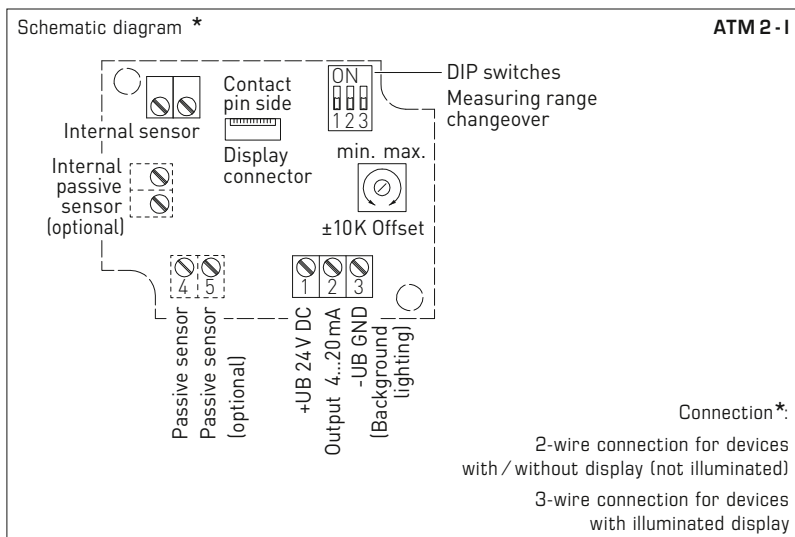 Schematic diagram *
ATM 2 - I
ON
1 2 3
DIP switches
Measuring range
changeover
Contact
pin side
Internal sensor
Display
connector
min. max.
±10K Offset
Internal
passive
sensor
(optional)
4 5
1 2 3
Passive sensor
Passive sensor
(optional)
+UB 24V DC
Output 4...20mA
-UB GND
(Background
lighting)
Connection*:
2-wire connection for devices
with / without display (not illuminated)
3-wire connection for devices
with illuminated display